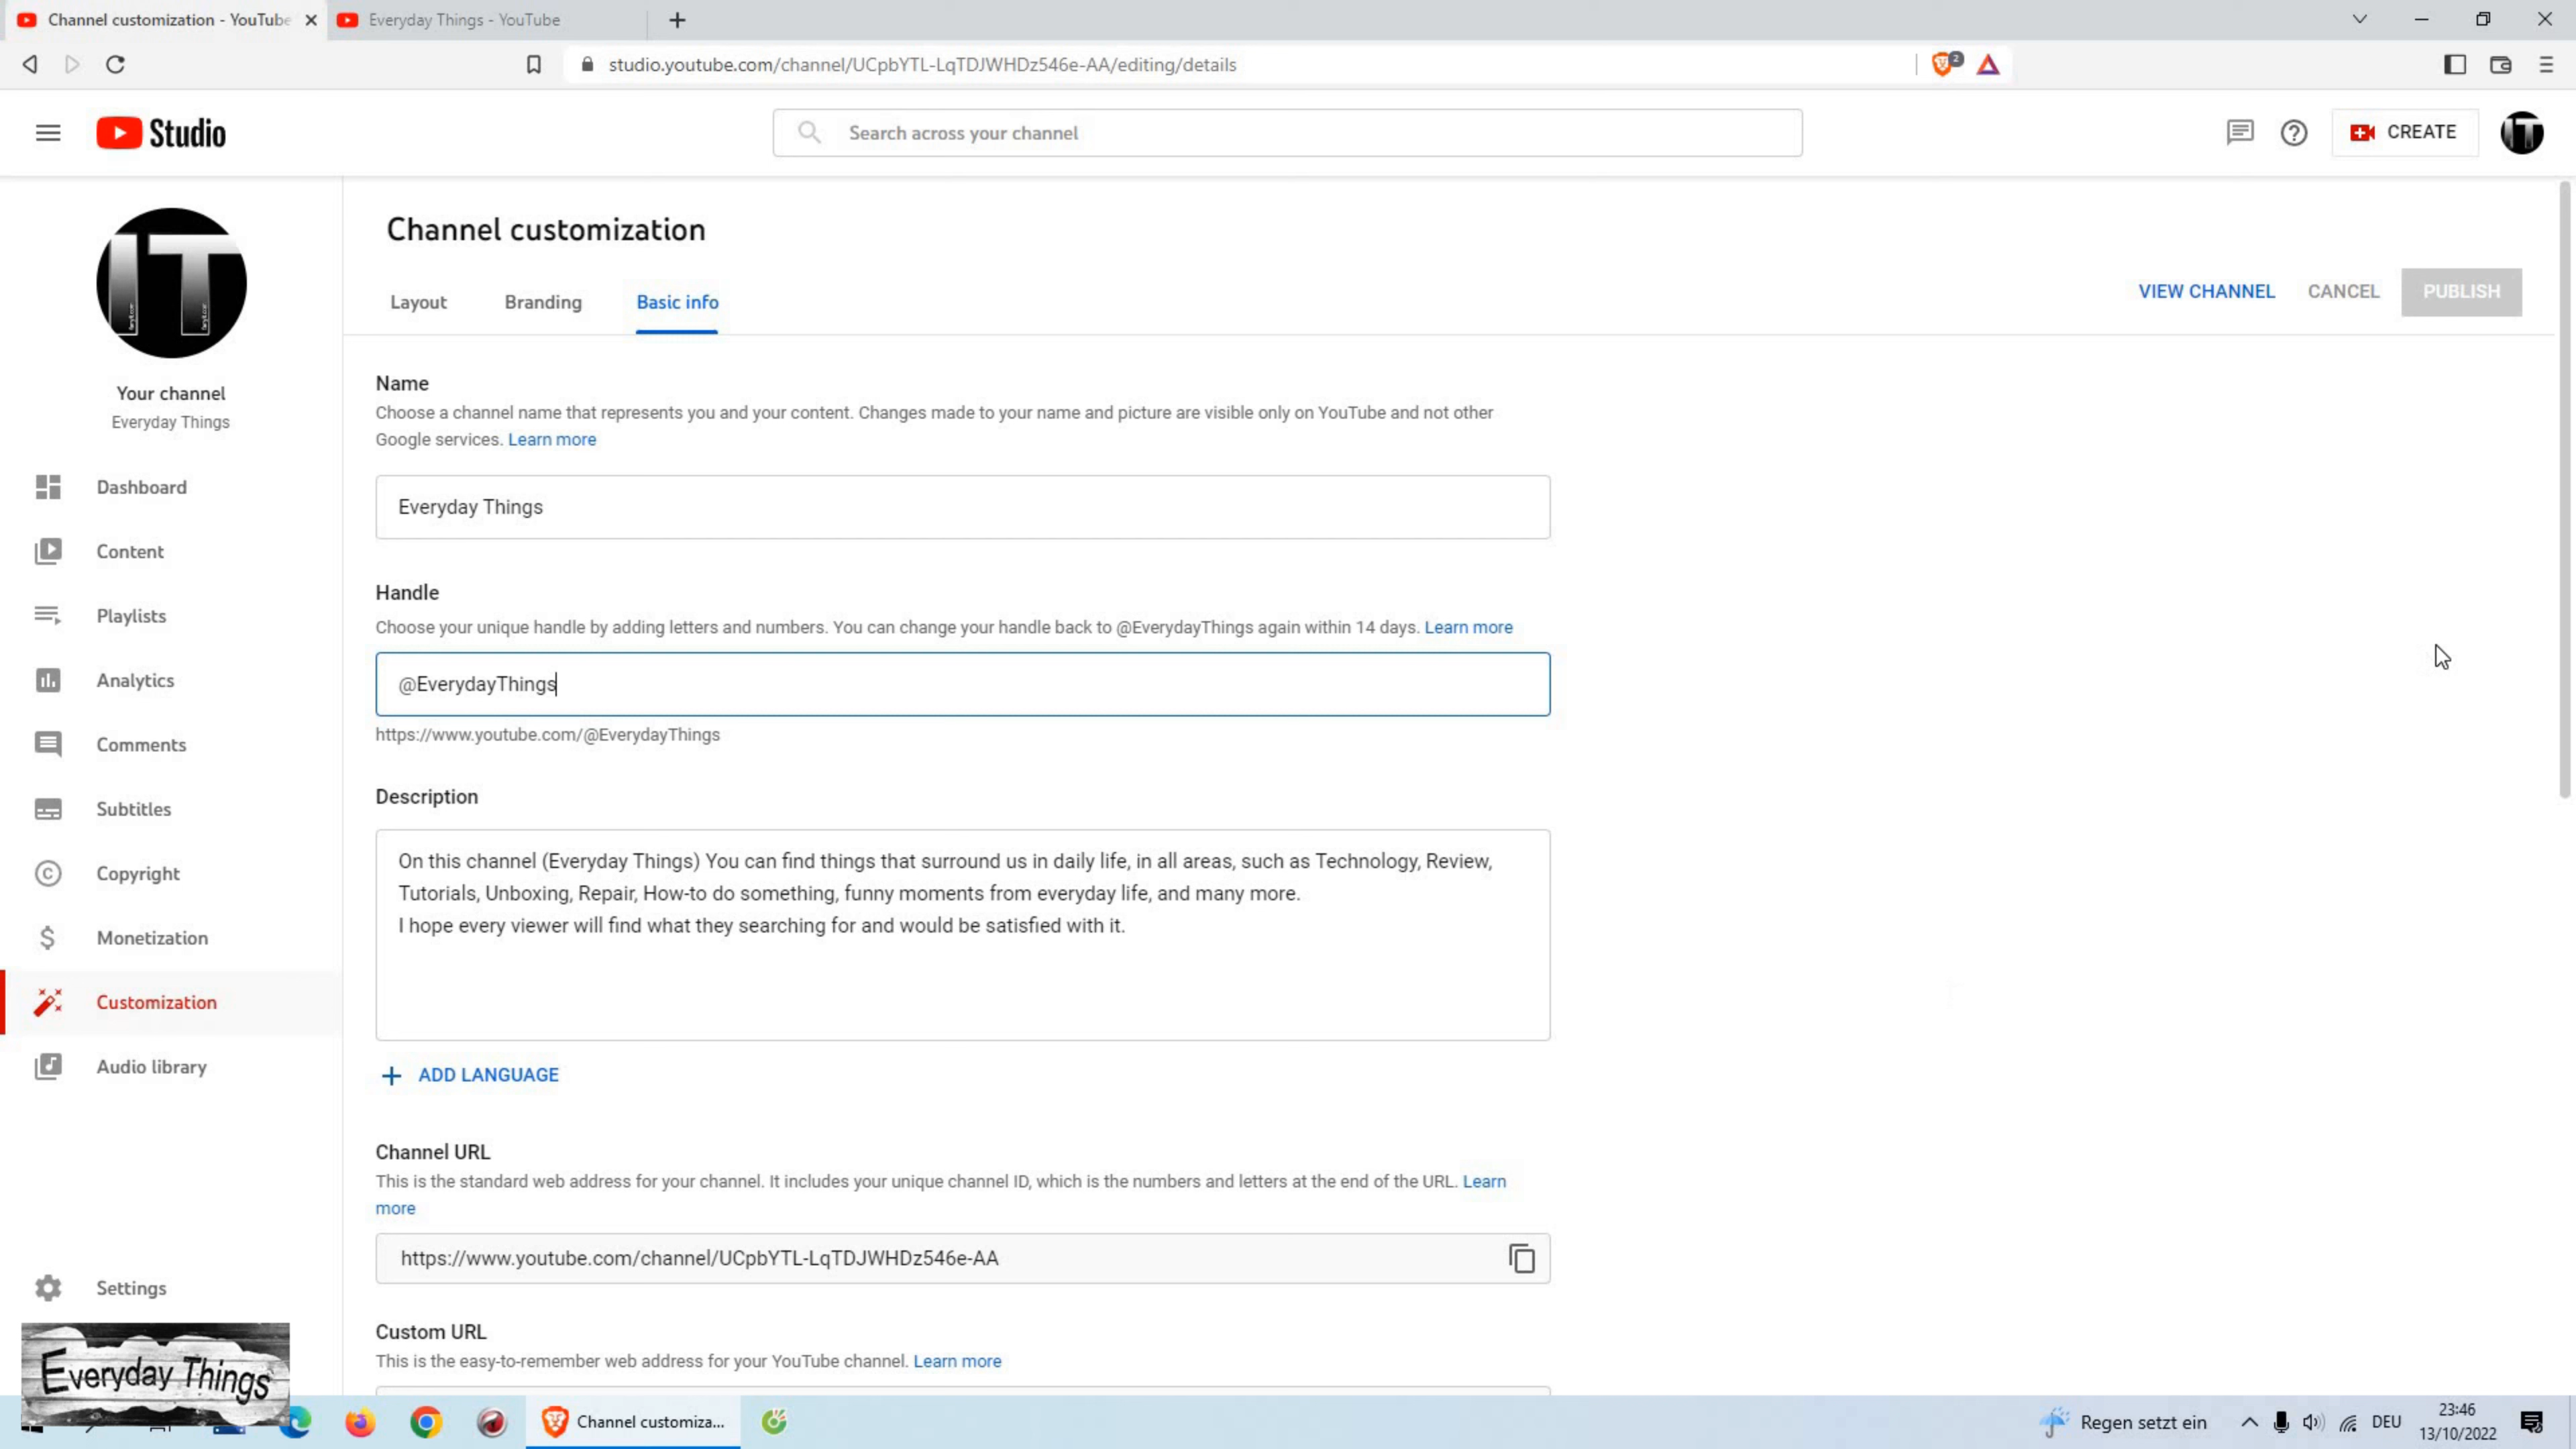 Channel customization - YouTube
Everyday Things - YouTube
studio.youtube.com/channel/UCpbYTL-LqTDJWHDz546e-AA/editing/details
2
Studio
Search across your channel
CREATE
IT
IT
Your channel
Everyday Things
Dashboard
Content
Playlists
Analytics
Comments
Subtitles
Copyright
Monetization
Customization
Audio library
Settings
Channel customization
Layout
Branding
Basic info
VIEW CHANNEL
CANCEL
PUBLISH
Name
Choose a channel name that represents you and your content. Changes made to your name and picture are visible only on YouTube and not other
Google services. Learn more
Everyday Things
Handle
Choose your unique handle by adding letters and numbers. You can change your handle back to @EverydayThings again within 14 days. Learn more
@EverydayThings
https://www.youtube.com/@EverydayThings
Description
On this channel (Everyday Things) You can find things that surround us in daily life, in all areas, such as Technology, Review,
Tutorials, Unboxing, Repair, How-to do something, funny moments from everyday life, and many more.
I hope every viewer will find what they searching for and would be satisfied with it.
ADD LANGUAGE
Channel URL
This is the standard web address for your channel. It includes your unique channel ID, which is the numbers and letters at the end of the URL. Learn
more
https://www.youtube.com/channel/UCpbYTL-LqTDJWHDz546e-AA
Custom URL
This is the easy-to-remember web address for your YouTube channel. Learn more
Everyday Things
Channel customiza...
Regen setzt ein
DEU
23:46
13/10/2022